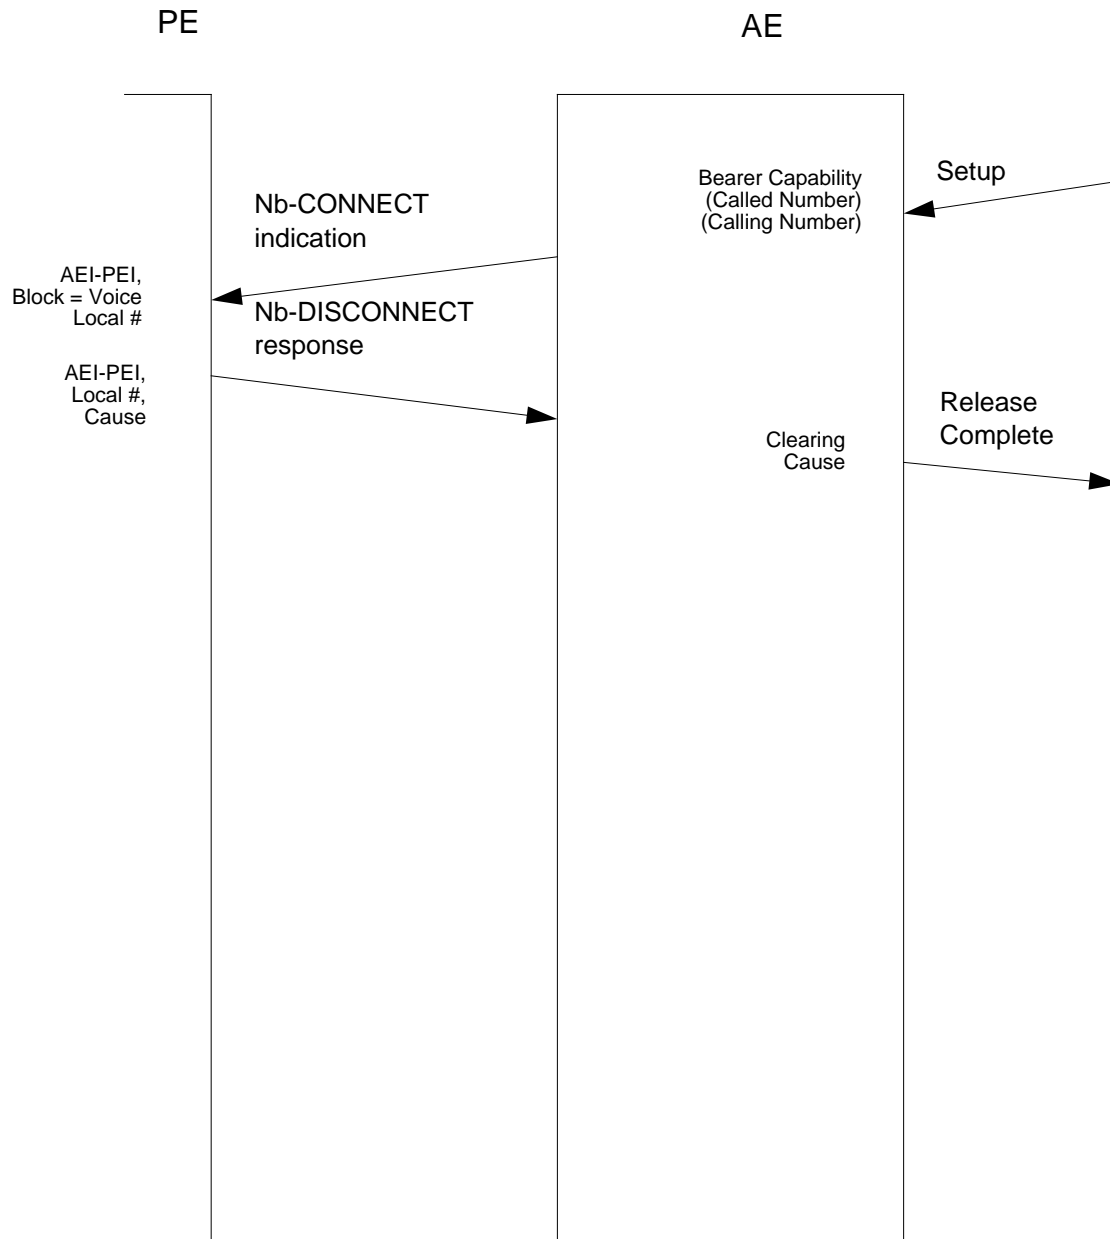 PE
AE
Setup
Bearer Capability
(Called Number)
(Calling Number)
Nb-CONNECT
indication
AEI-PEI,
Block = Voice
Local #
Nb-DISCONNECT
response
AEI-PEI,
Local #,
Cause
Release
Complete
Clearing
Cause